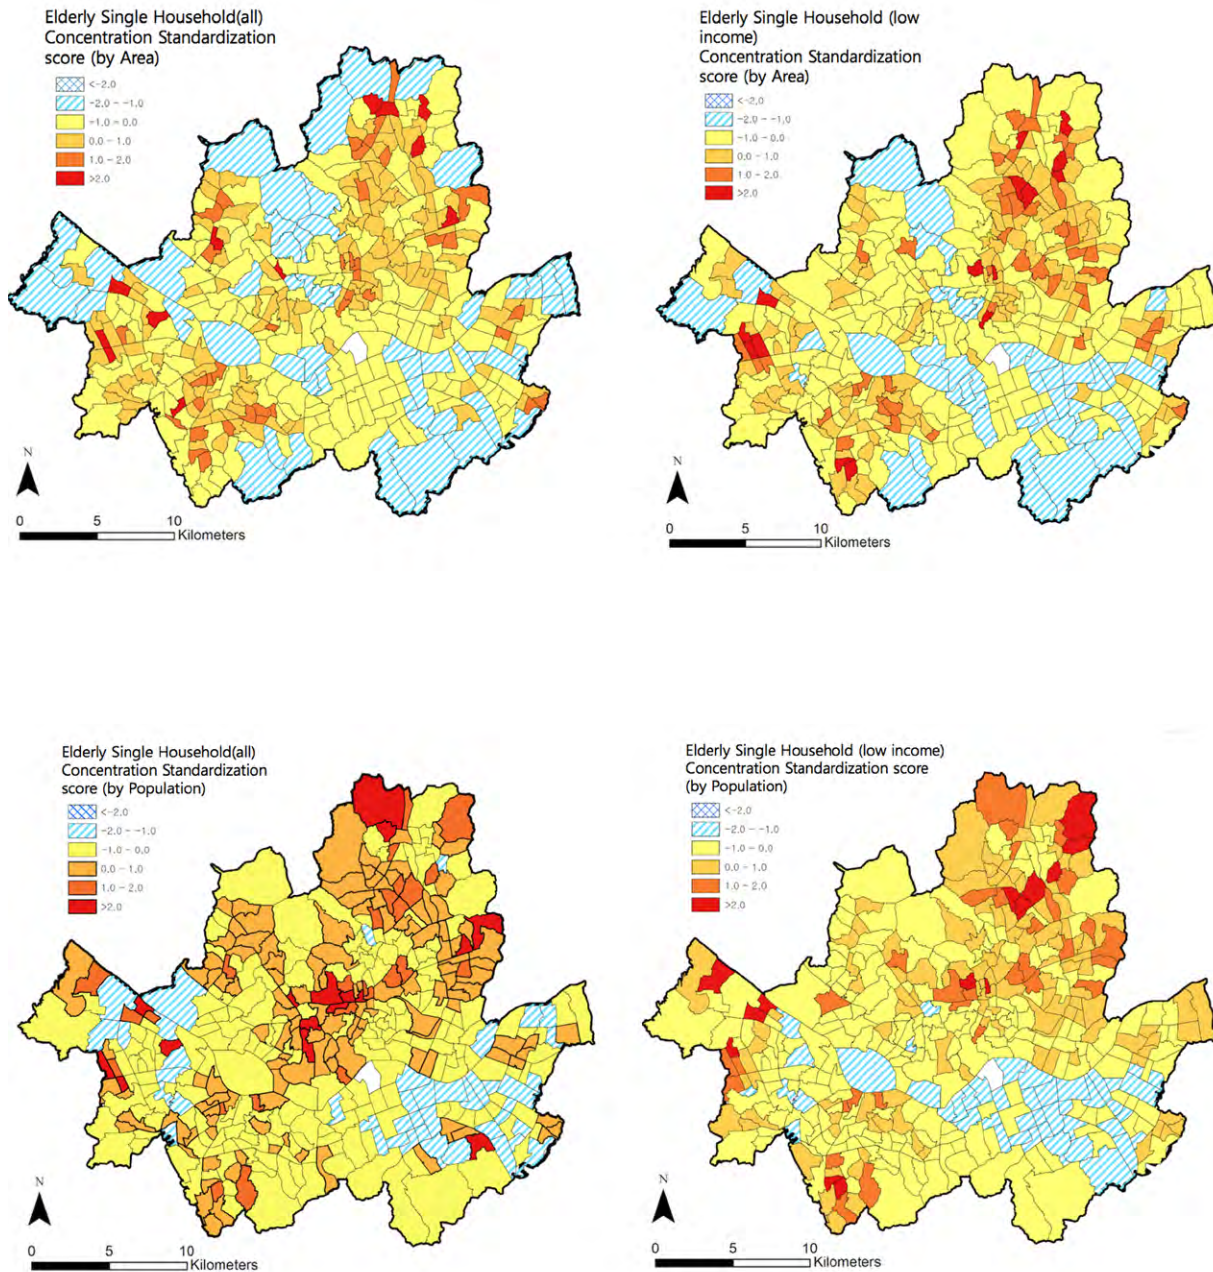 Elderly Single Household(all)
Concentration Standardization
score (by Area)
<-2.0
-2.0 - -1.0
-1.0 - 0.0
0.0 - 1.0
1.0 - 2.0
>2.0
N
0 5 10
Kilometers
Elderly Single Household (low
income)
Concentration Standardization
score (by Area)
<-2.0
-2.0 - -1.0
-1.0 - 0.0
0.0 - 1.0
1.0 - 2.0
>2.0
N
0 5 10
Kilometers
Elderly Single Household(all)
Concentration Standardization
score (by Population)
<-2.0
-2.0 - -1.0
-1.0 - 0.0
0.0 - 1.0
1.0 - 2.0
>2.0
N
0 5 10
Kilometers
Elderly Single Household (low income)
Concentration Standardization score
(by Population)
<-2.0
-2.0 - -1.0
-1.0 - 0.0
0.0 - 1.0
1.0 - 2.0
>2.0
N
0 5 10
Kilometers